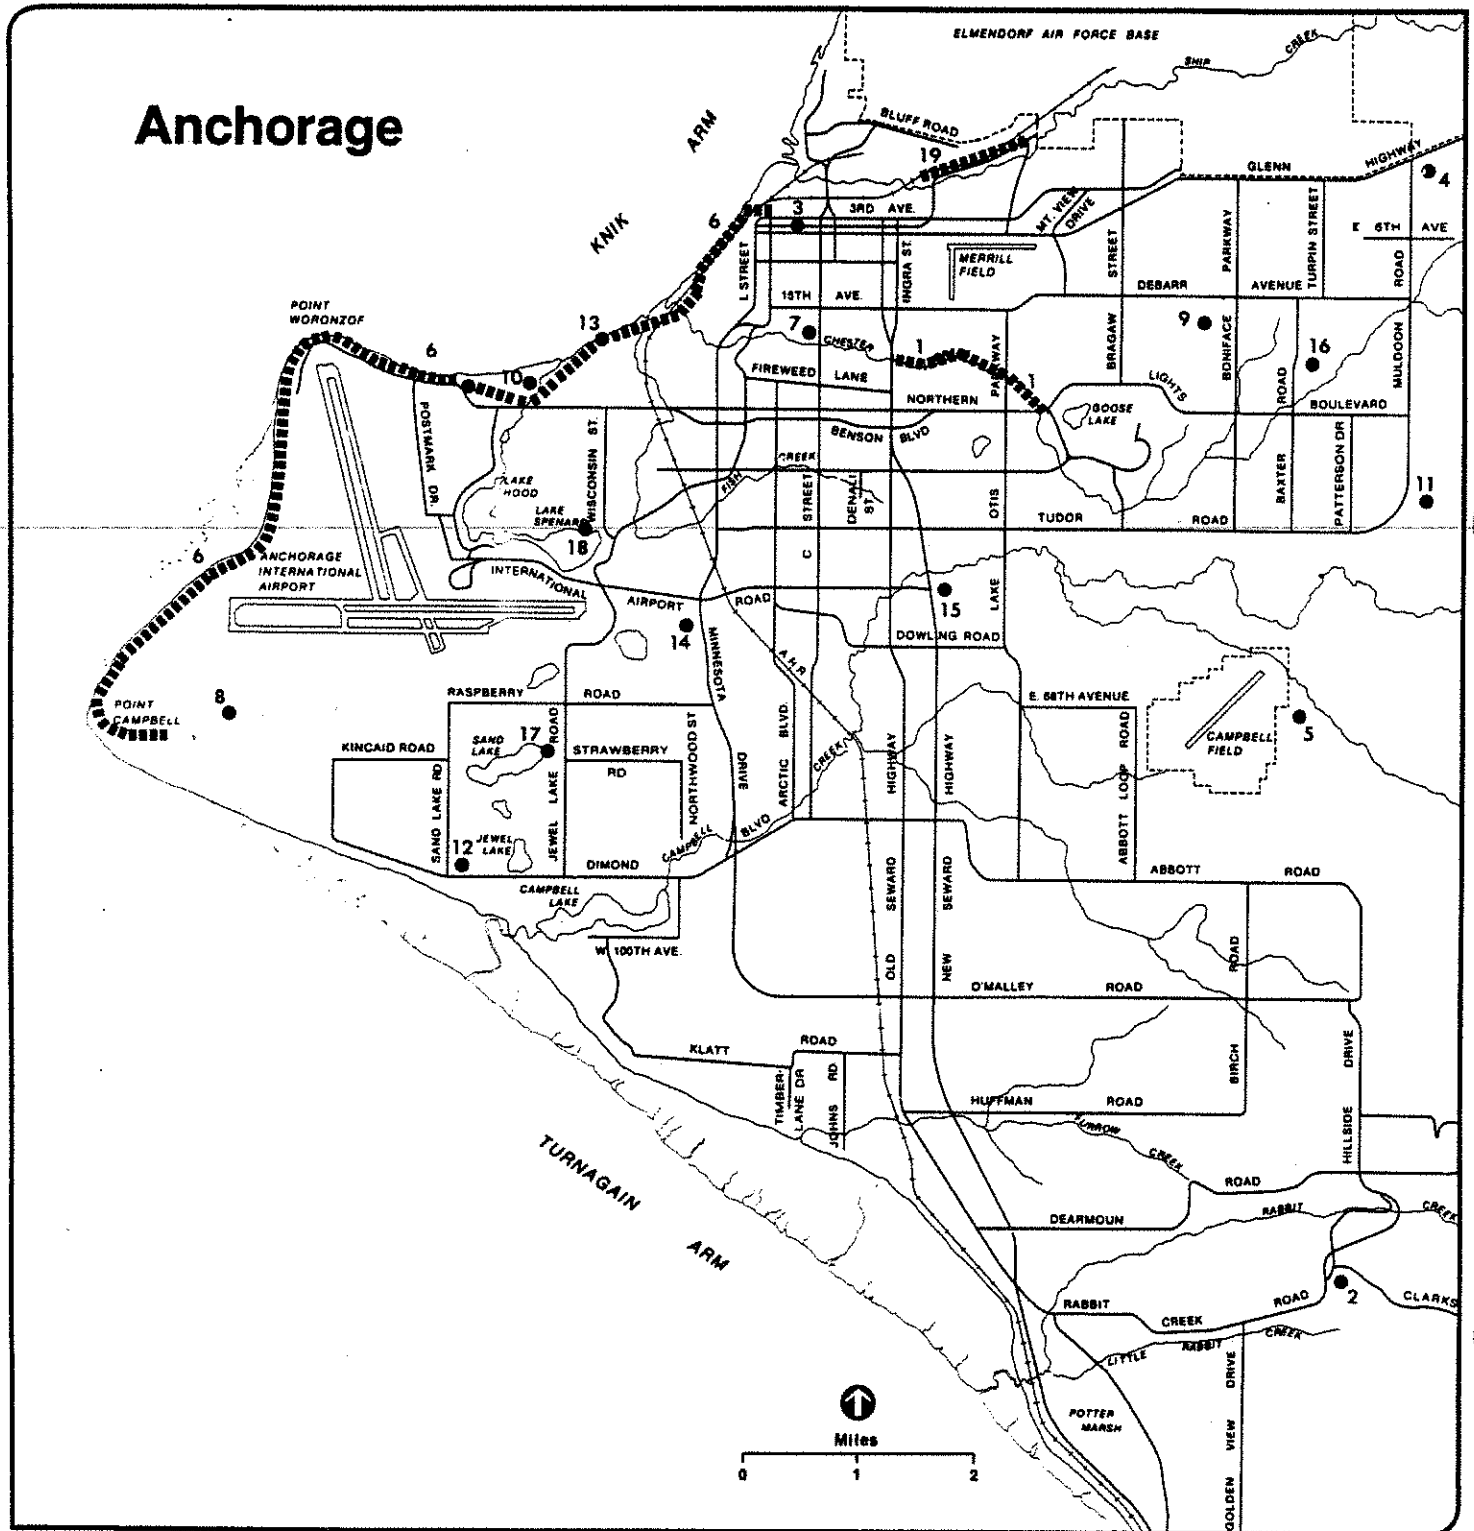 Anchorage
ELMENDORF AIR FORCE BASE
SHIP
CREEK
KNIK
ARM
BLUFF ROAD
19
GLENN
HIGHWAY
4
MT. VIEW
DRIVE
6
3
3RD AVE.
E 6TH AVE
L STREET
INGRA ST.
MERRILL
FIELD
STREET
PARKWAY
TURPIN STREET
ROAD
15TH AVE.
DEBARR
AVENUE
POINT
WORONZOF
13
7
CHESTER
1
9
16
6
10
FIREWEED LANE
PARKWAY
BRAGAW
BONIFACE
MULDOON
LIGHTS
ROAD
NORTHERN
BOULEVARD
GOOSE
LAKE
POSTMARK DR.
WISCONSIN ST.
BENSON BLVD
CREEK
FISH
LAKE
HOOD
LAKE
SPENARD
18
STREET
C
DENALI
ST.
OTIS
LAKE
TUDOR
ROAD
BAXTER
PATTERSON DR
11
6
ANCHORAGE
INTERNATIONAL
AIRPORT
INTERNATIONAL
AIRPORT
ROAD
15
14
MINNESOTA
DRIVE
DOWLING ROAD
A.R.R.
8
POINT
CAMPBELL
RASPBERRY
ROAD
E. 68TH AVENUE
CAMPBELL
FIELD
5
KINCAID ROAD
SAND
LAKE
17
ROAD
STRAWBERRY
RD
NORTHWOOD ST
ARCTIC BLVD.
CREEK
HIGHWAY
HIGHWAY
ABBOTT LOOP ROAD
SAND LAKE RD
JEWEL LAKE
12
JEWEL
LAKE
DIMOND
CAMPBELL
BLVD
CAMPBELL
LAKE
W. 100TH AVE.
SEWARD
SEWARD
ABBOTT
ROAD
OLD
NEW
ROAD
O'MALLEY
ROAD
KLATT
ROAD
BIRCH
DRIVE
TIMBER-
LANE DR
JOHNS RD
HUFFMAN
ROAD
FURROW
CREEK
HILLSIDE
TURNAGAIN
ARM
ROAD
DEARMOUN
RABBIT
CREEK
2
RABBIT
CREEK
ROAD
CLARKS
LITTLE
RABBIT
CREEK
POTTER
MARSH
GOLDEN VIEW DRIVE
Miles
0 1 2